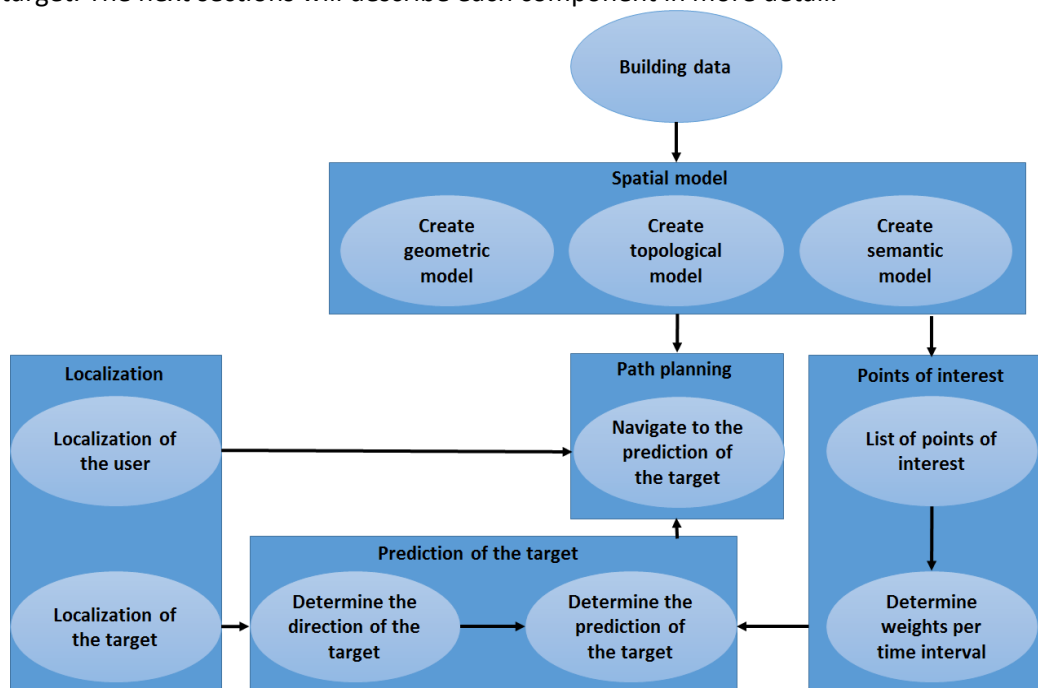 target. The next sections will describe each component in more detail.
Building data
Spatial model
Create
geometric
model
Create
topological
model
Create
semantic
model
Localization
Localization of
the user
Localization of
the target
Path planning
Navigate to the
prediction of
the target
Points of interest
List of points of
interest
Determine
weights per
time interval
Prediction of the target
Determine the
direction of the
target
Determine the
prediction of
the target